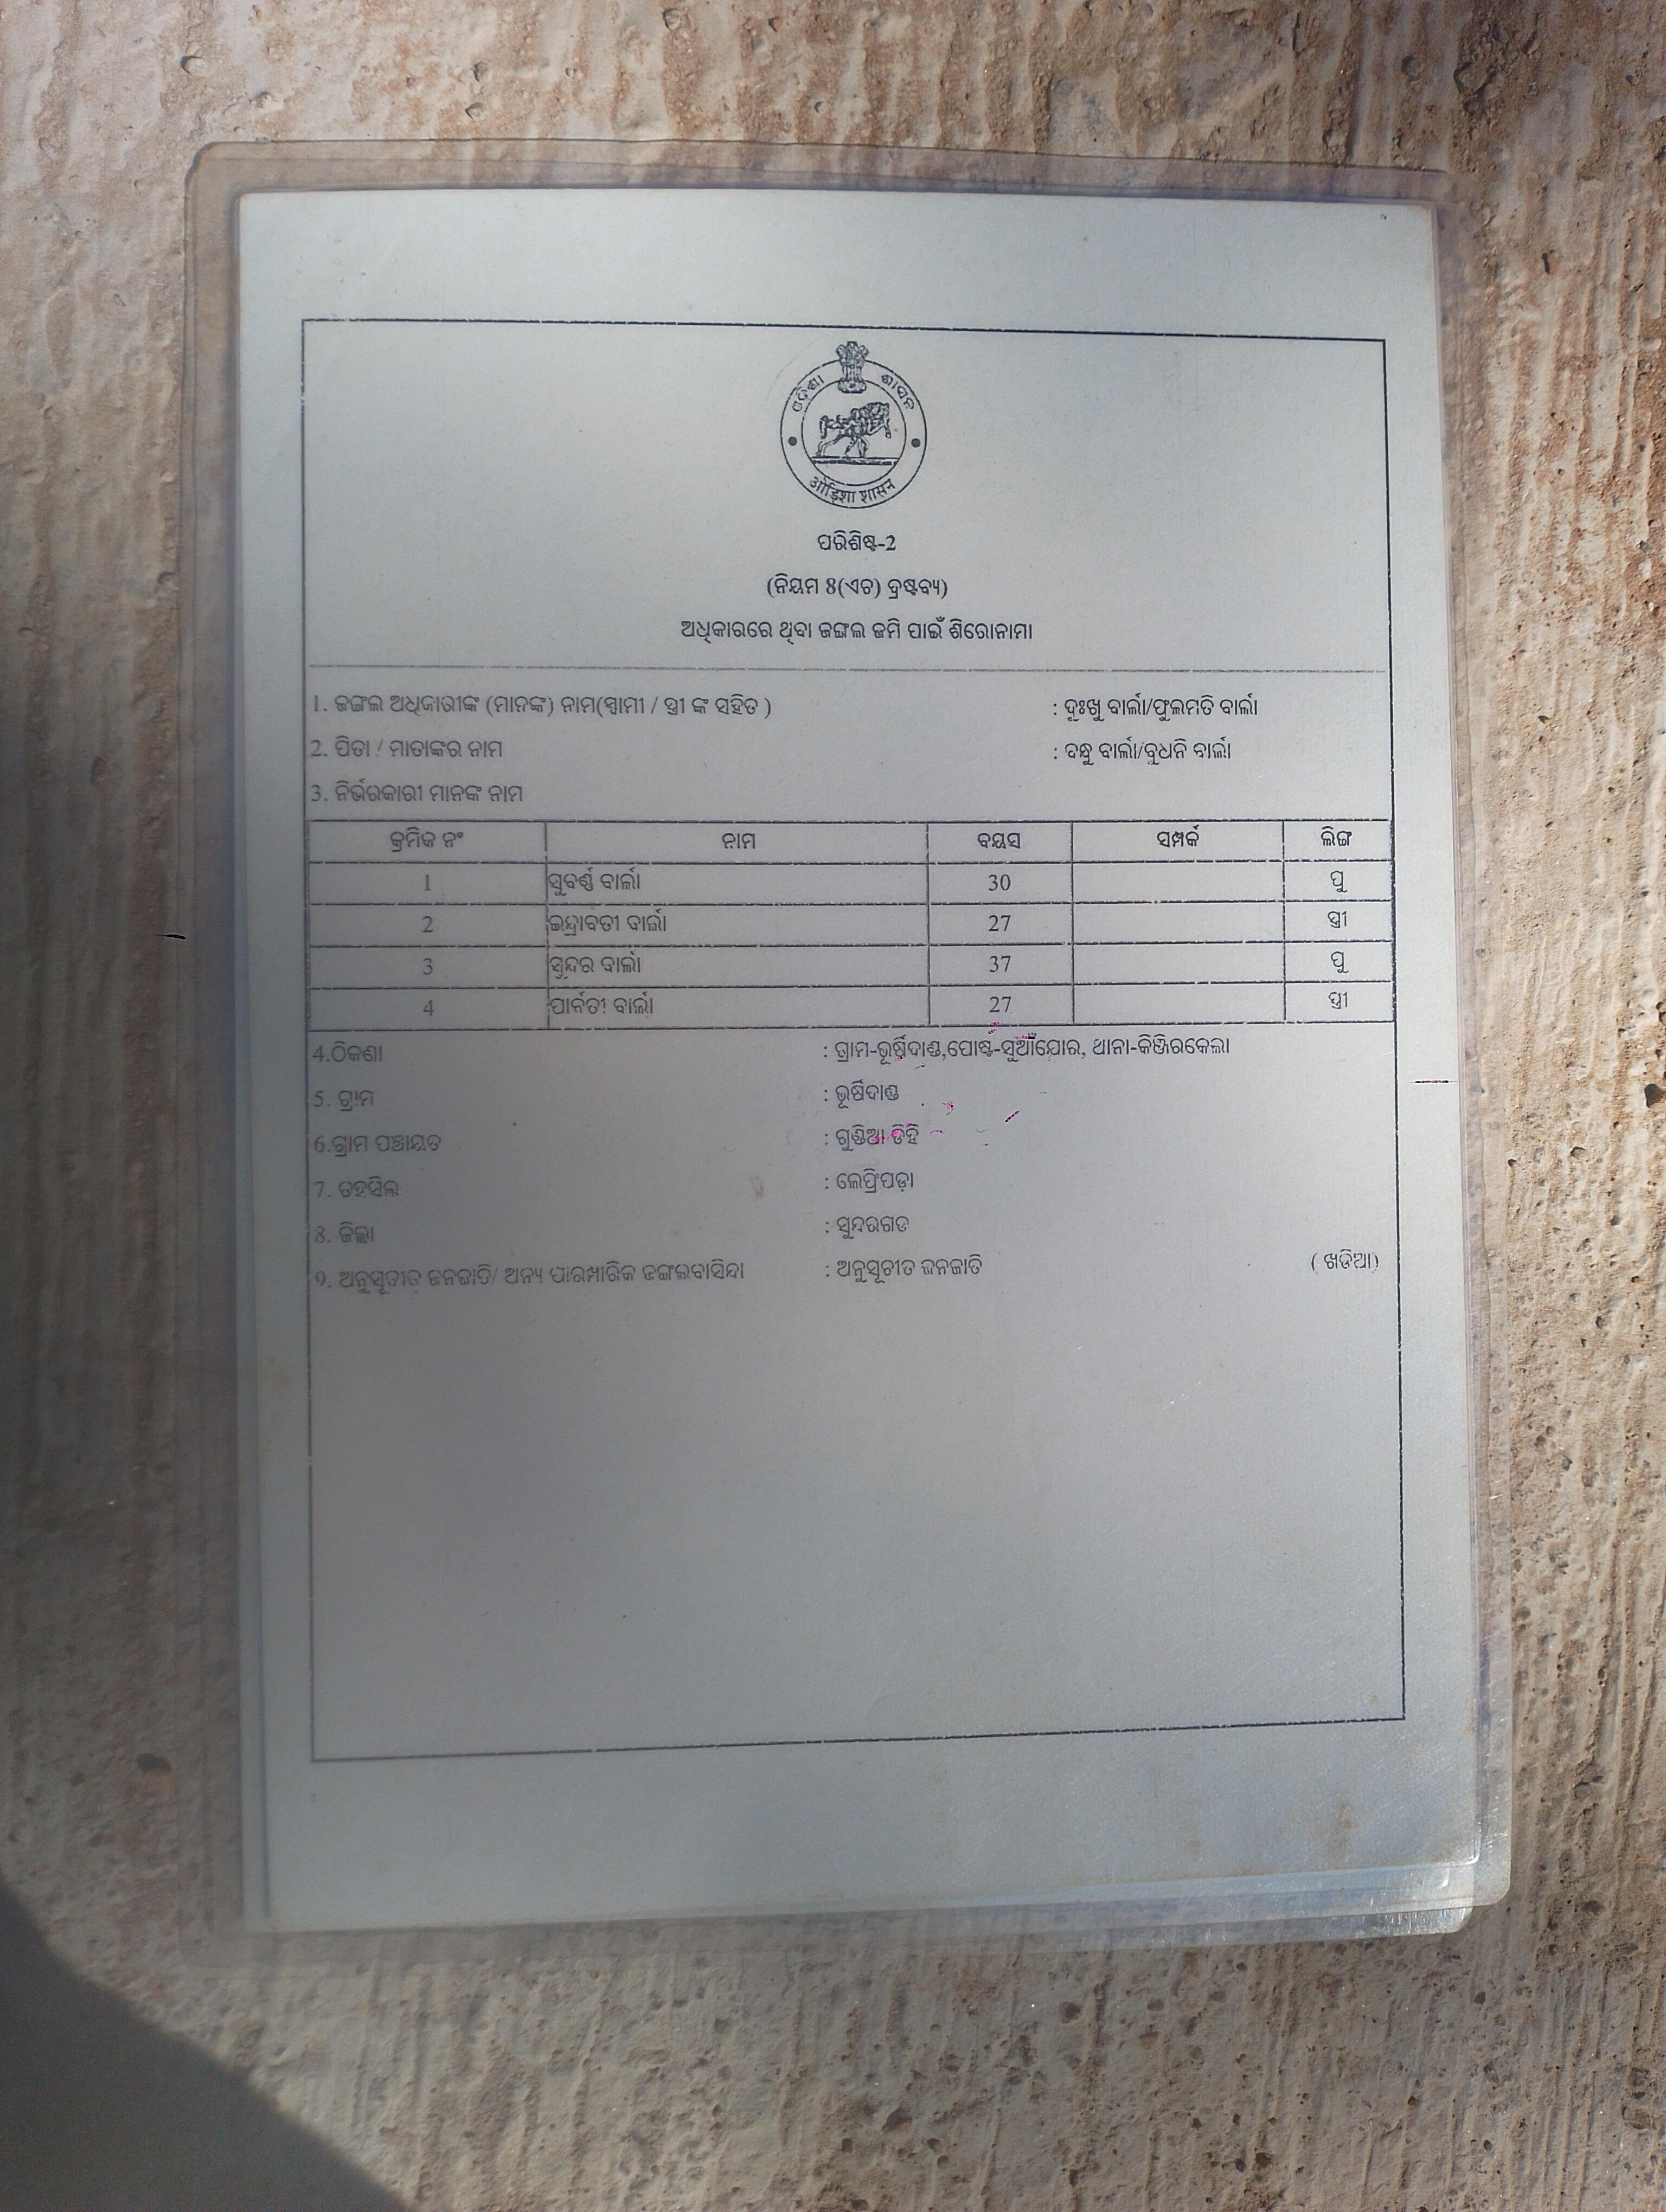 ଓଡ଼ିଶା ଶାସନ
ओड़िशा शासन
ପରିଶିଷ୍ଟ-2
(ନିୟମ 8(ଏଚ) ଦ୍ରଷ୍ଟବ୍ୟ)
ଅଧିକାରରେ ଥିବା ଜଙ୍ଗଲ ଜମି ପାଇଁ ଶିରୋନାମା
1. ଜଙ୍ଗଲ ଅଧିକାରୀଙ୍କ (ମାନଙ୍କ) ନାମ(ସ୍ୱାମୀ / ସ୍ତ୍ରୀ ଙ୍କ ସହିତ ) : ଦୁଃଖୁ ବାର୍ଲା/ଫୁଲମତି ବାର୍ଲା
2. ପିତା / ମାତାଙ୍କର ନାମ : ବନ୍ଧୁ ବାର୍ଲା/ବୁଧନି ବାର୍ଲା
3. ନିର୍ଭରକାରୀ ମାନଙ୍କ ନାମ
କ୍ରମିକ ନଂ ନାମ ବୟସ ସମ୍ପର୍କ ଲିଙ୍ଗ
1 ସୁବର୍ଣ୍ଣ ବାର୍ଲା 30 ପୁ
2 ଇନ୍ଦ୍ରାବତୀ ବାର୍ଲା 27 ସ୍ତ୍ରୀ
3 ସୁନ୍ଦର ବାର୍ଲା 37 ପୁ
4 ପାର୍ବତୀ ବାର୍ଲା 27 ସ୍ତ୍ରୀ
4.ଠିକଣା : ଗ୍ରାମ-ଭୂର୍ଷିଦାଣ୍ଡ,ପୋଷ୍ଟ-ସୁଆଁଯୋର, ଥାନା-କିଞ୍ଜିରକେଲା
5. ଗ୍ରାମ : ଭୂର୍ଷିଦାଣ୍ଡ
6.ଗ୍ରାମ ପଞ୍ଚାୟତ : ଗୁଣ୍ଡିଆ ଡିହି
7. ତହସିଲ : ଲେଫ୍ରିପଡ଼ା
8. ଜିଲ୍ଲା : ସୁନ୍ଦରଗଡ
9. ଅନୁସୂଚୀତ ଜନଜାତି/ ଅନ୍ୟ ପାରମ୍ପାରିକ ଜଙ୍ଗଲବାସିନ୍ଦା : ଅନୁସୂଚୀତ ଜନଜାତି ( ଖଡିଆ)